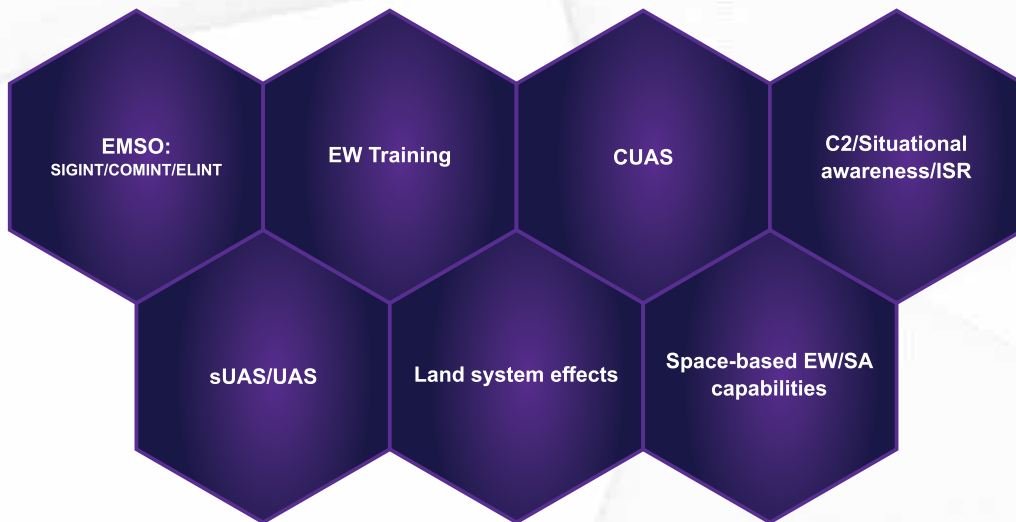 EMSO:
SIGINT/COMINT/ELINT
EW Training
CUAS
C2/Situational
awareness/ISR
sUAS/UAS
Land system effects
Space-based EW/SA
capabilities